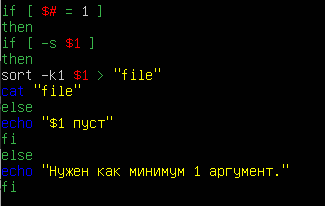 if [ $# = 1 ]
then
if [ -s $1 ]
then
sort -k1 $1 > "file"
cat "file"
else
echo "$1 пуст"
fi
else
echo "Нужен как минимум 1 аргумент."
fi